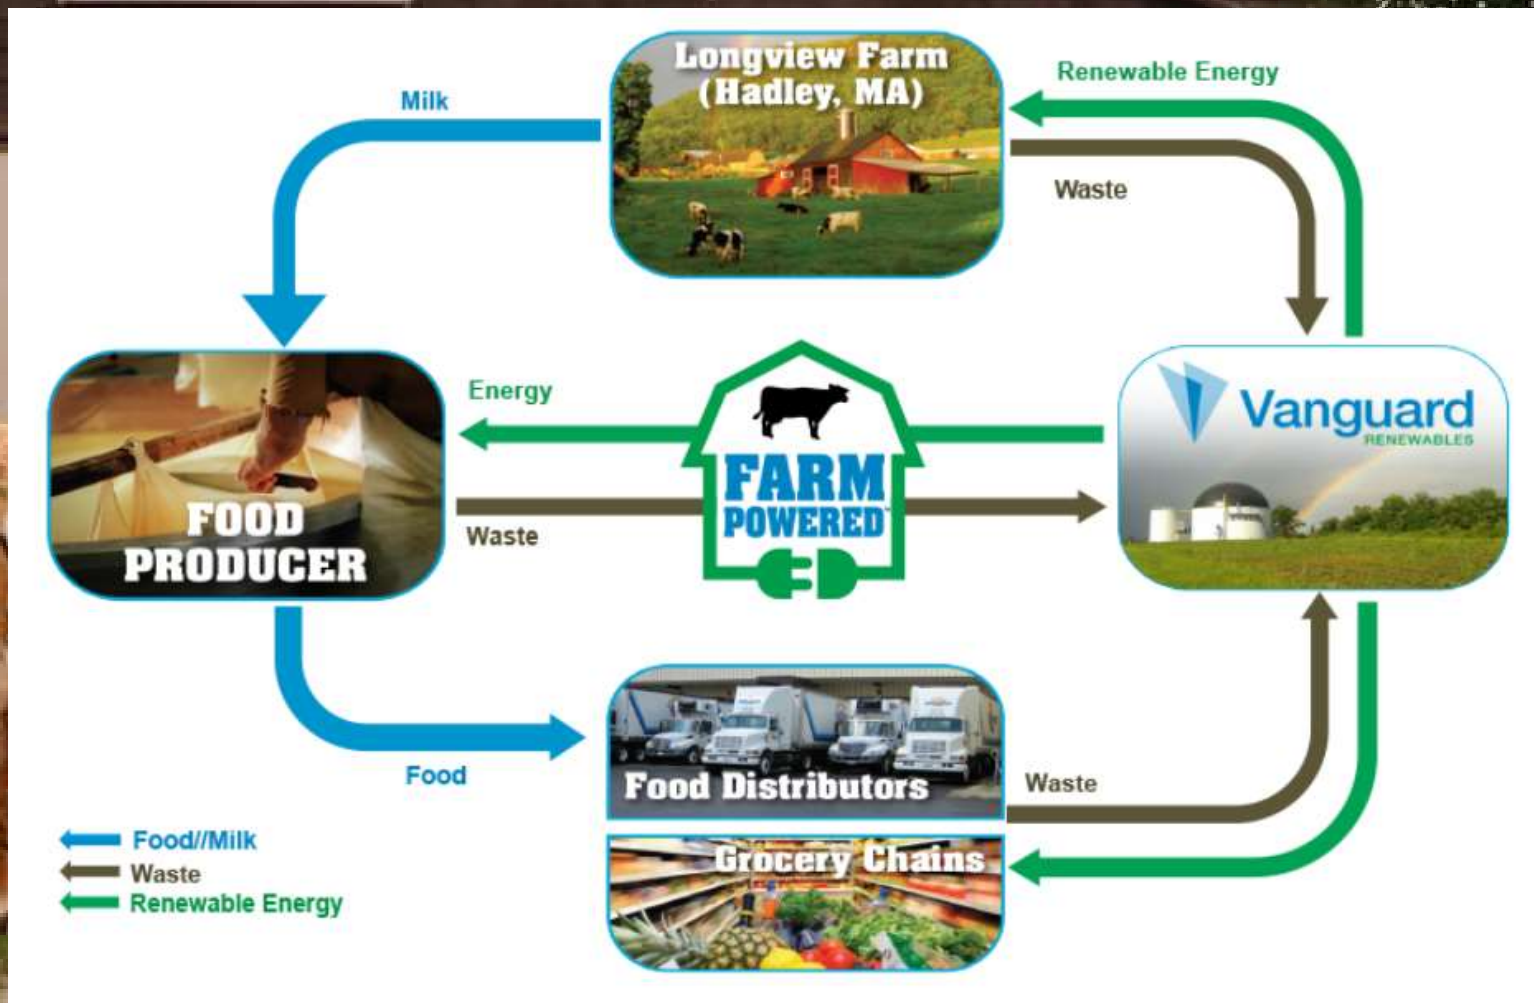 Longview Farm
(Hadley, MA)
Renewable Energy
Milk
Waste
Energy
Vanguard
RENEWABLES
FARM
POWERED™
FOOD
PRODUCER
Waste
Food
Food Distributors
Waste
Grocery Chains
Food//Milk
Waste
Renewable Energy